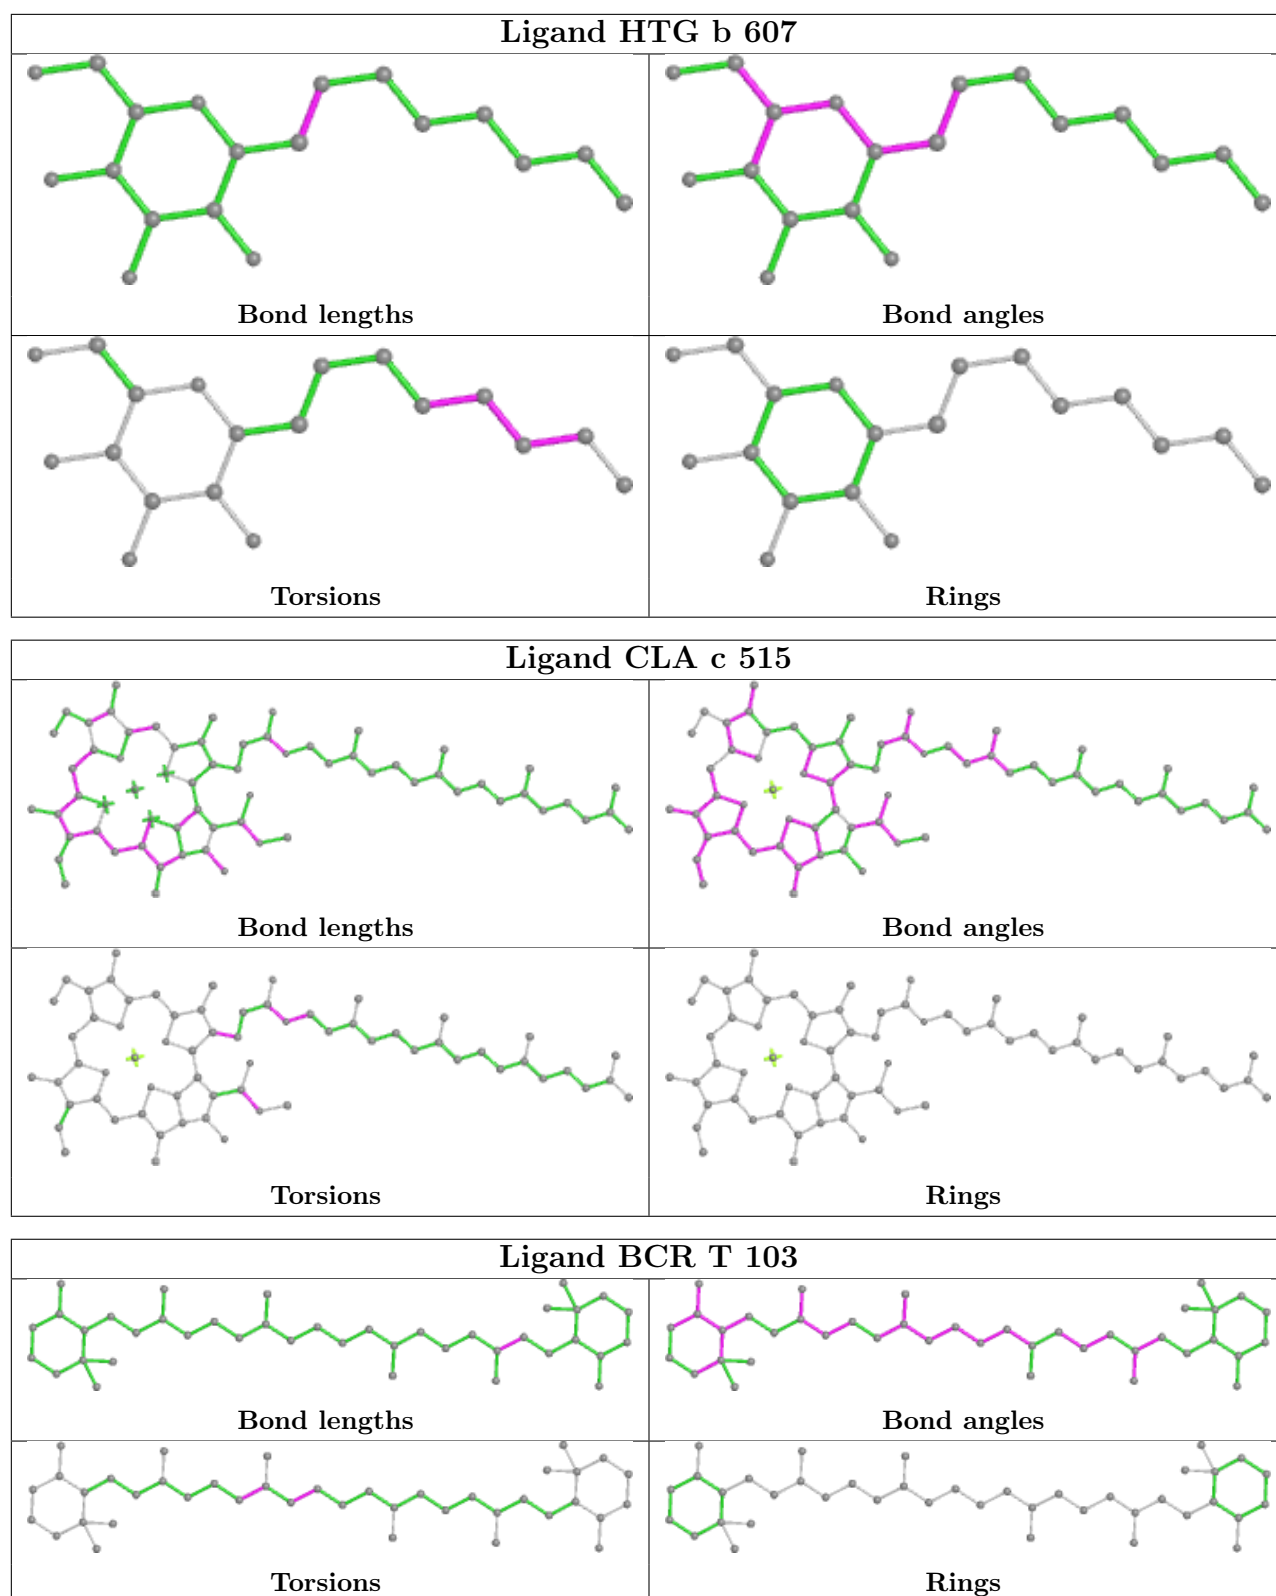 Ligand HTG b 607
Bond lengths
Bond angles
Torsions
Rings
Ligand CLA c 515
Bond lengths
Bond angles
Torsions
Rings
Ligand BCR T 103
Bond lengths
Bond angles
Torsions
Rings